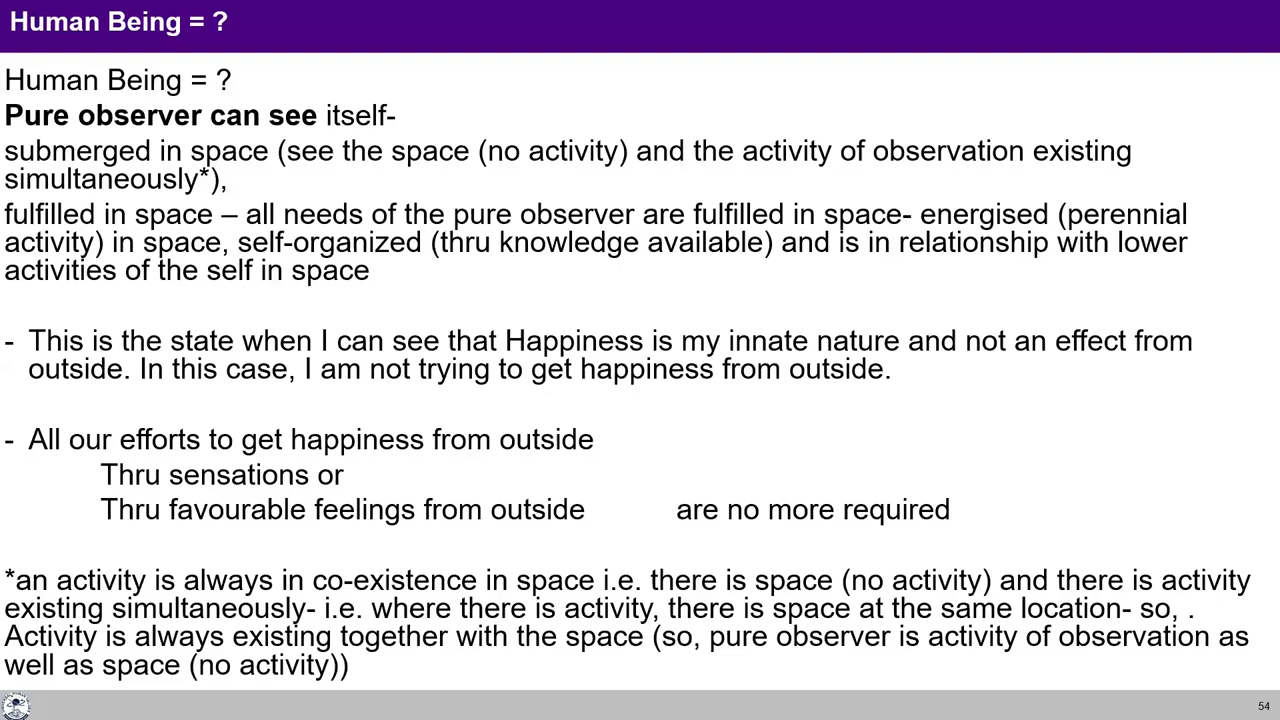 Human Being = ?
Human Being = ?
Pure observer can see itself-
submerged in space (see the space (no activity) and the activity of observation existing
simultaneously*),
fulfilled in space – all needs of the pure observer are fulfilled in space- energised (perennial
activity) in space, self-organized (thru knowledge available) and is in relationship with lower
activities of the self in space
- This is the state when I can see that Happiness is my innate nature and not an effect from
outside. In this case, I am not trying to get happiness from outside.
- All our efforts to get happiness from outside
Thru sensations or
Thru favourable feelings from outside are no more required
*an activity is always in co-existence in space i.e. there is space (no activity) and there is activity
existing simultaneously- i.e. where there is activity, there is space at the same location- so, .
Activity is always existing together with the space (so, pure observer is activity of observation as
well as space (no activity))
54